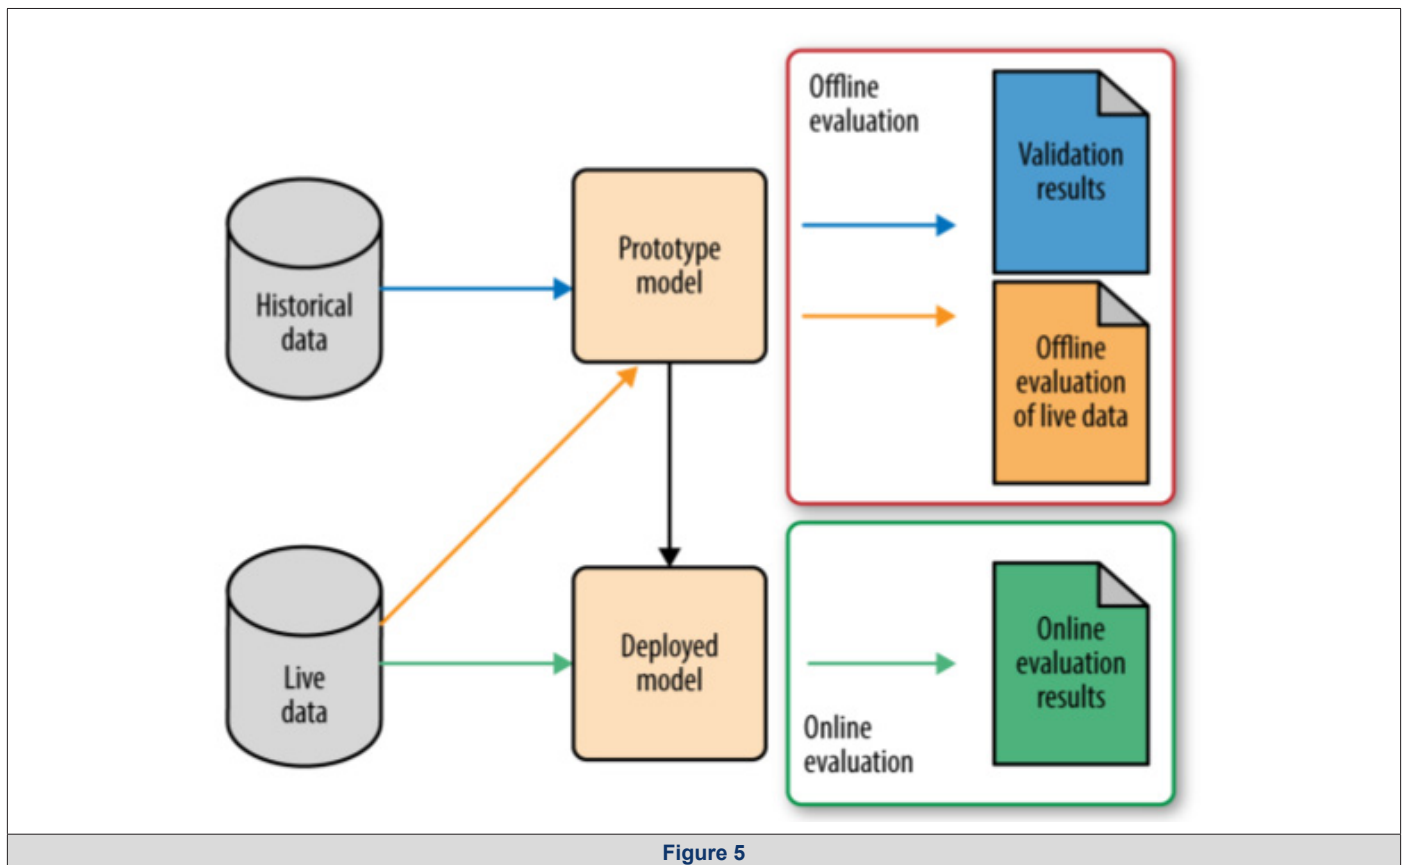 Offline
evaluation
Validation
results
Prototype
model
Historical
data
Offline
evaluation
of live data
Deployed
model
Live
data
Online
evaluation
results
Online
evaluation
Figure 5